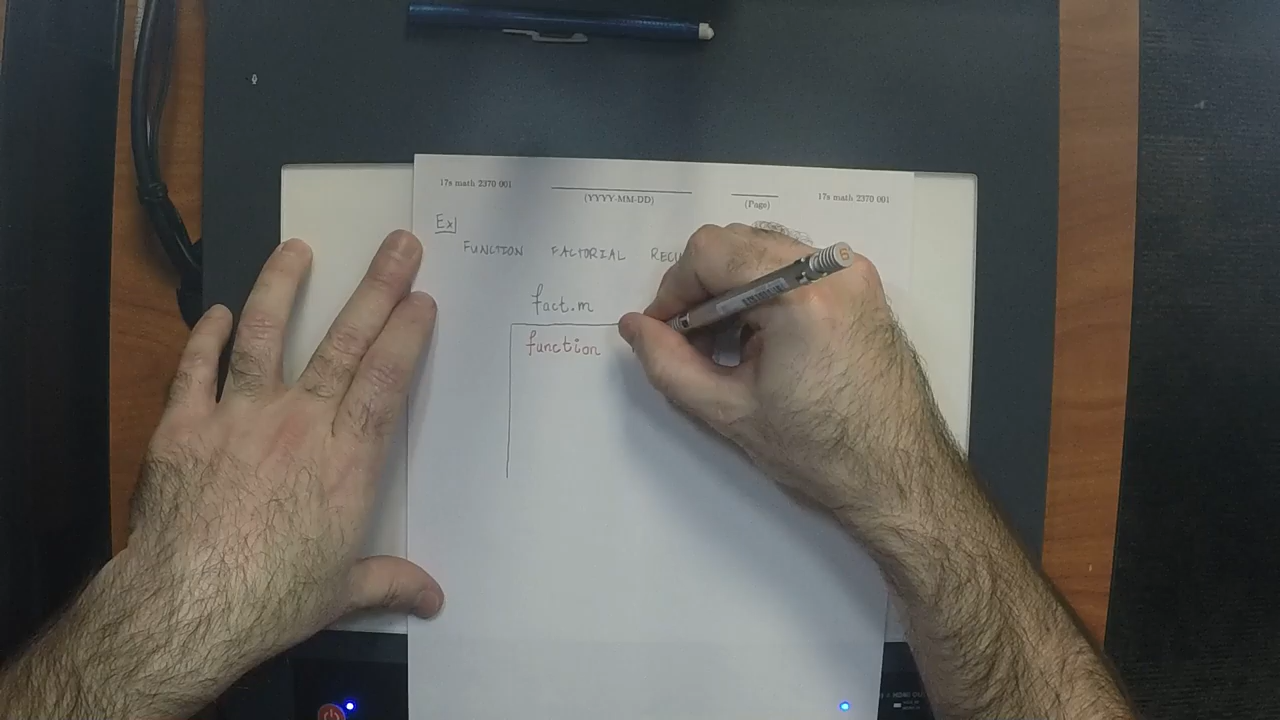 17s math 2370 001 (YYYY-MM-DD) (Page) 17s math 2370 001
Ex
FUNCTION FACTORIAL
fact.m
function